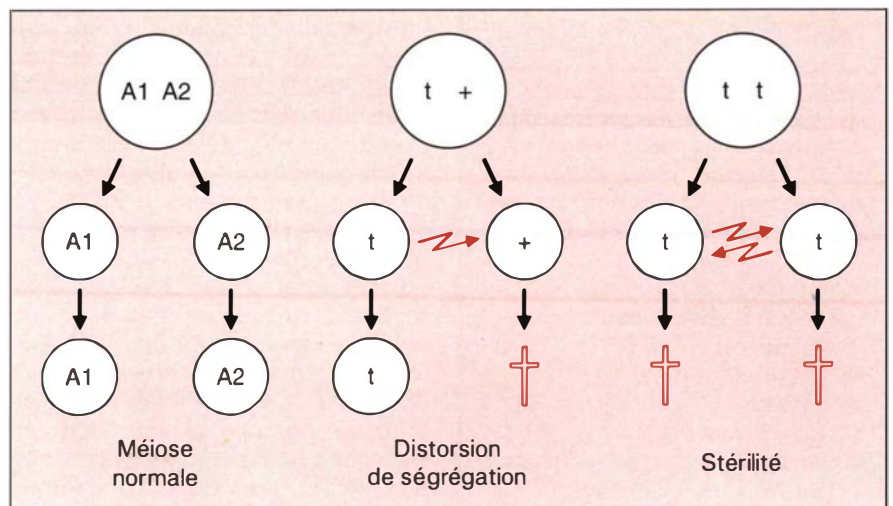 A1 A2
t +
t t
A1
A2
t
+
t
t
A1
A2
t
Méiose
normale
Distorsion
de ségrégation
Stérilité